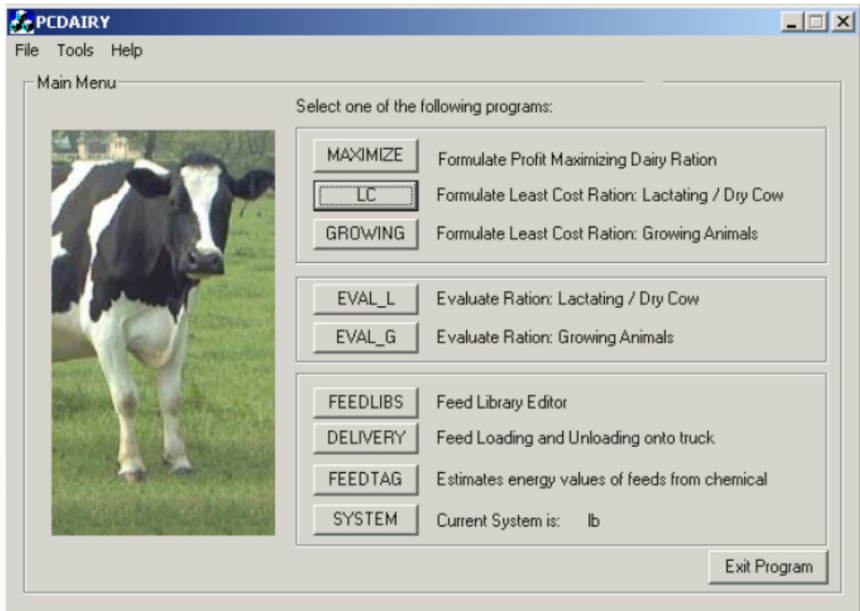 PCDAIRY
File Tools Help
Main Menu
Select one of the following programs:
MAXIMIZE Formulate Profit Maximizing Dairy Ration
LC Formulate Least Cost Ration: Lactating / Dry Cow
GROWING Formulate Least Cost Ration: Growing Animals
EVAL_L Evaluate Ration: Lactating / Dry Cow
EVAL_G Evaluate Ration: Growing Animals
FEEDLIBS Feed Library Editor
DELIVERY Feed Loading and Unloading onto truck
FEEDTAG Estimates energy values of feeds from chemical
SYSTEM Current System is: lb
Exit Program